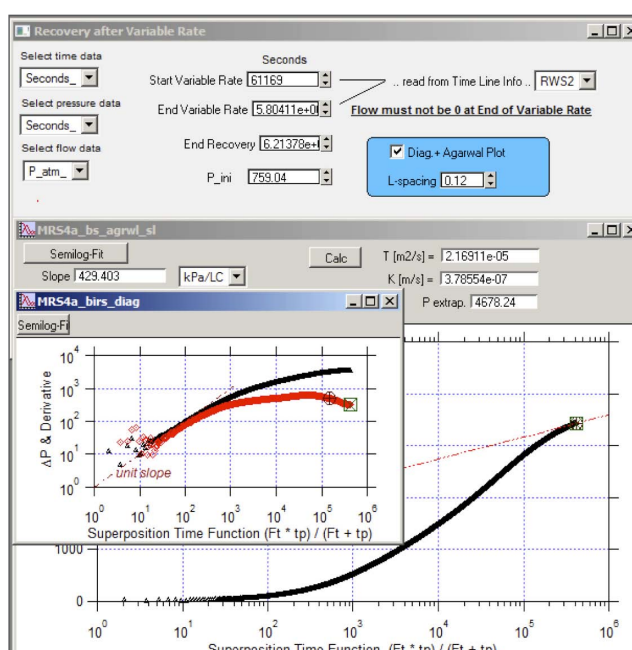 Recovery after Variable Rate
Select time data
Seconds_
Select pressure data
Seconds_
Select flow data
P_atm_
Seconds
Start Variable Rate 61169
.. read from Time Line Info .. RWS2
End Variable Rate 5.80411e+0
Flow must not be 0 at End of Variable Rate
End Recovery 6.21378e+
P_ini 759.04
Diag.+ Agarwal Plot
L-spacing 0.12
MRS4a_bs_agrwl_sl
Semilog-Fit
Slope 429.403 kPa/LC
Calc
T [m2/s] = 2.16911e-05
K [m/s] = 3.78554e-07
P extrap. 4678.24
MRS4a_birs_diag
Semilog-Fi
ΔP & Derivative
10^4
10^3
10^2
10^1
10^0
unit slope
10^0 10^1 10^2 10^3 10^4 10^5 10^6
Superposition Time Function (Ft * tp) / (Ft + tp)
1000
0
10^0 10^1 10^2 10^3 10^4 10^5 10^6
Superposition Time Function (Ft * tp) / (Ft + tp)